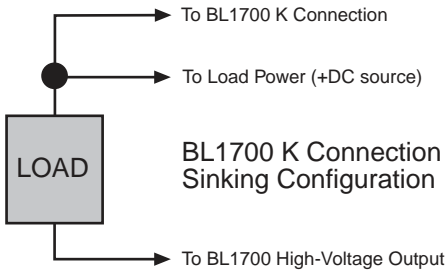 To BL1700 K Connection
To Load Power (+DC source)
LOAD
BL1700 K Connection
Sinking Configuration
To BL1700 High-Voltage Output